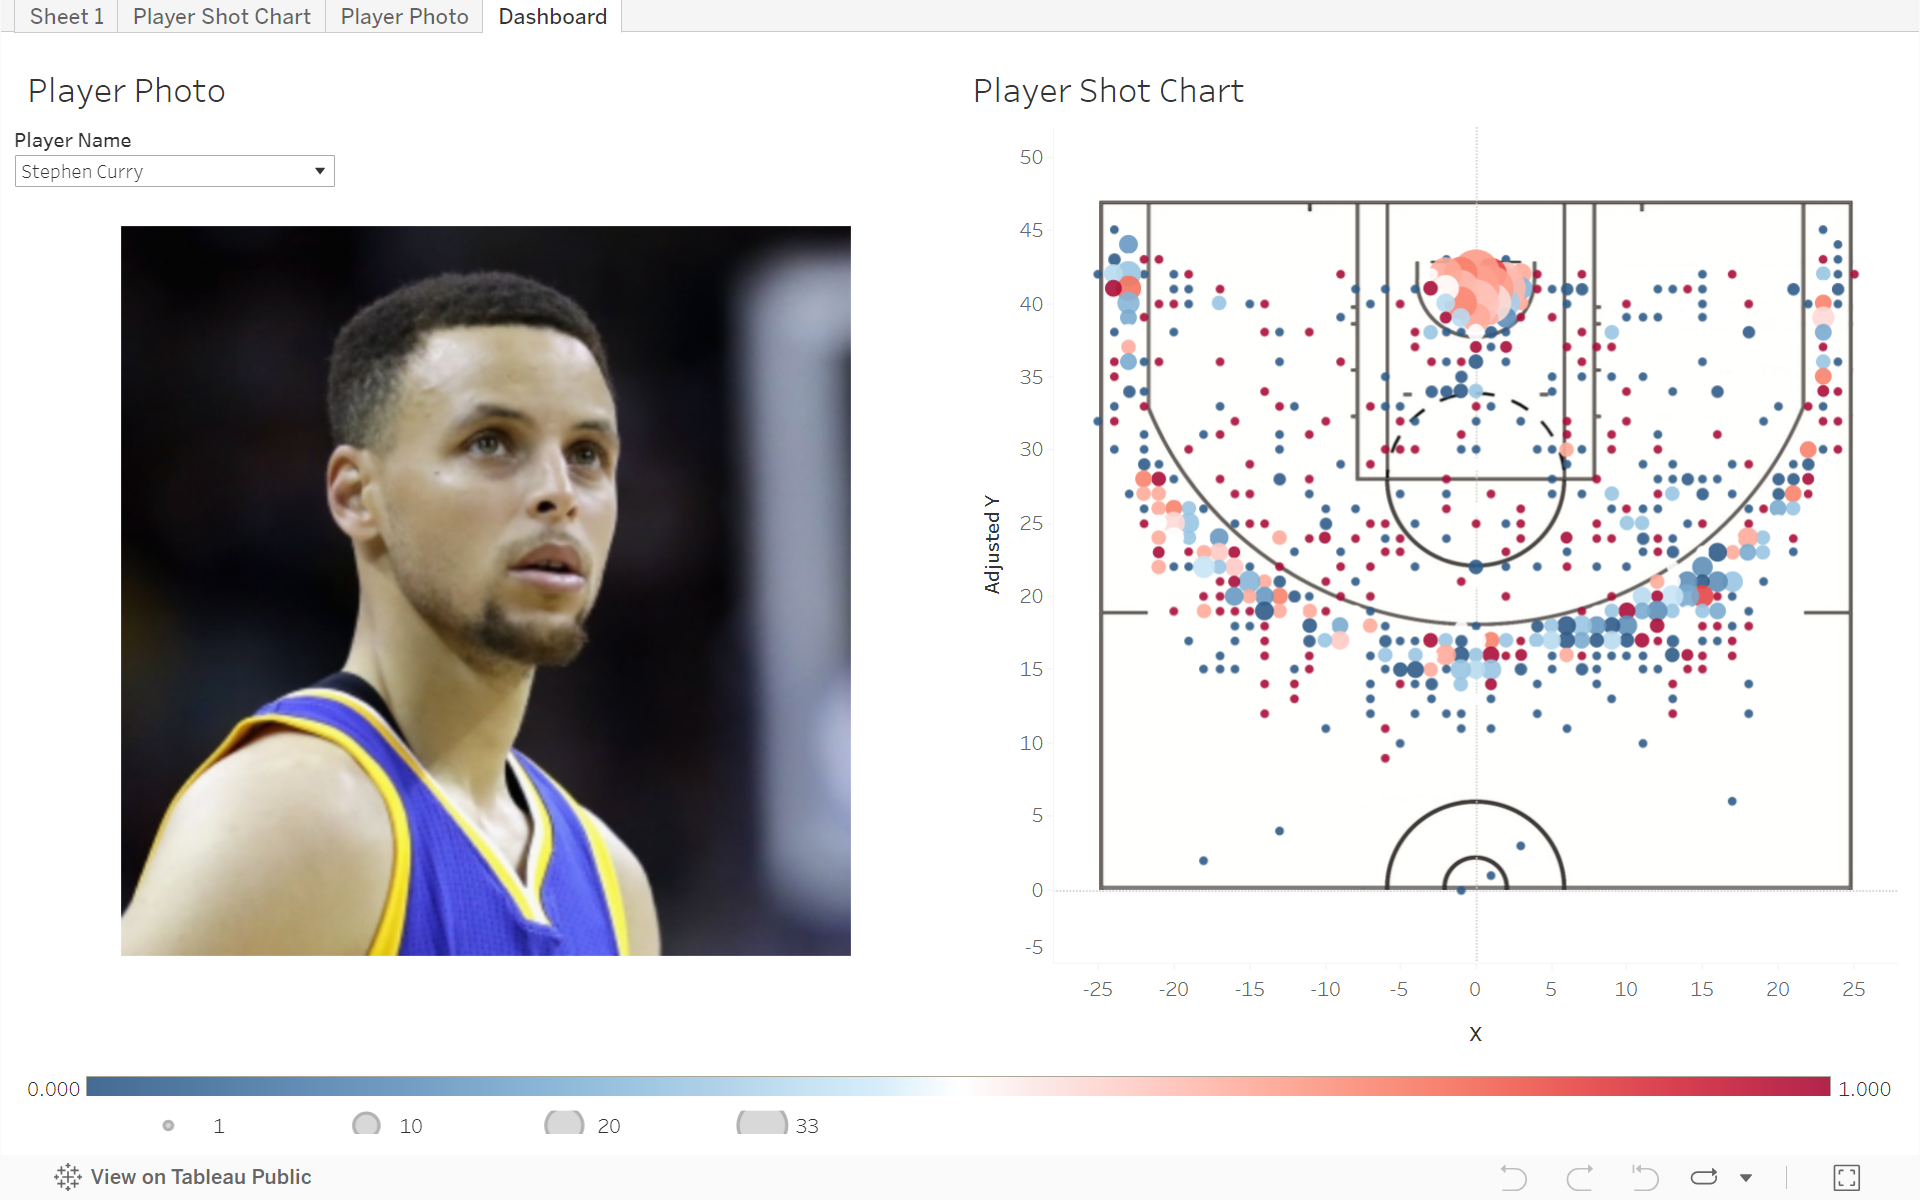 Sheet 1 Player Shot Chart Player Photo Dashboard
Player Photo
Player Name
Stephen Curry
Player Shot Chart
50
45
40
35
30
25
20
15
10
5
0
-5
Adjusted Y
-25 -20 -15 -10 -5 0 5 10 15 20 25
X
0.000 1.000
1 10 20 33
View on Tableau Public